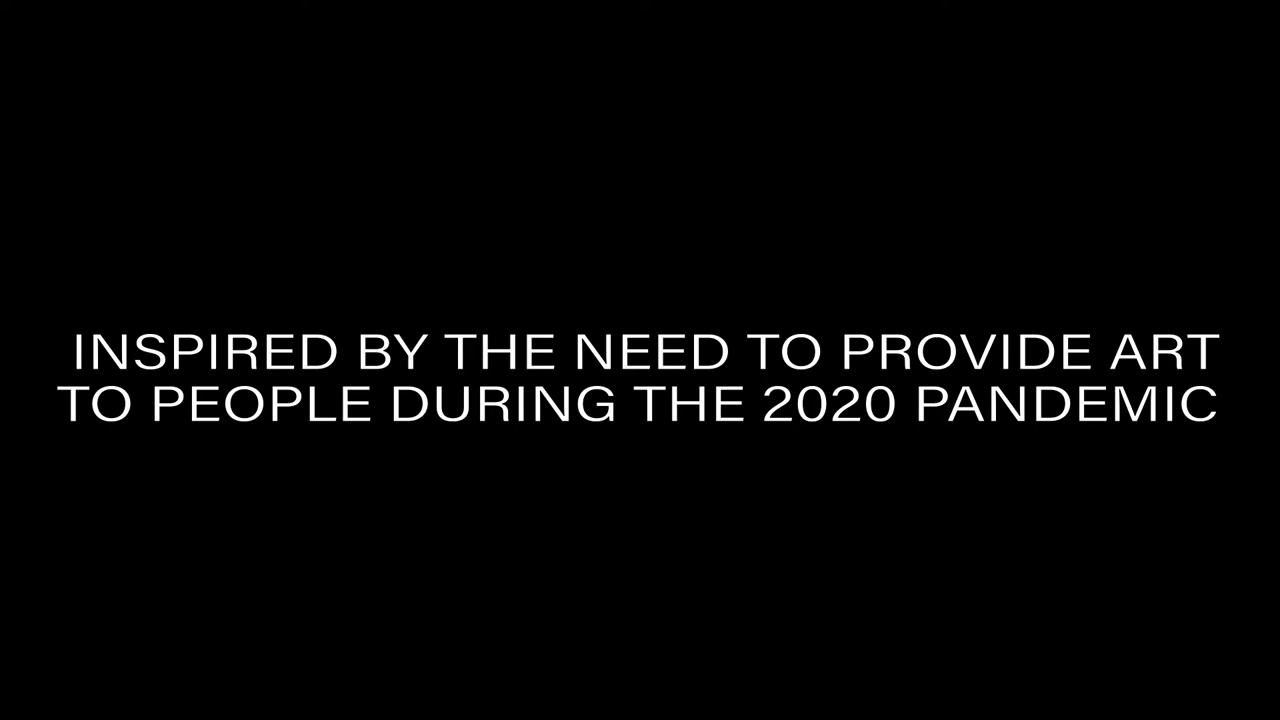 INSPIRED BY THE NEED TO PROVIDE ART
TO PEOPLE DURING THE 2020 PANDEMIC